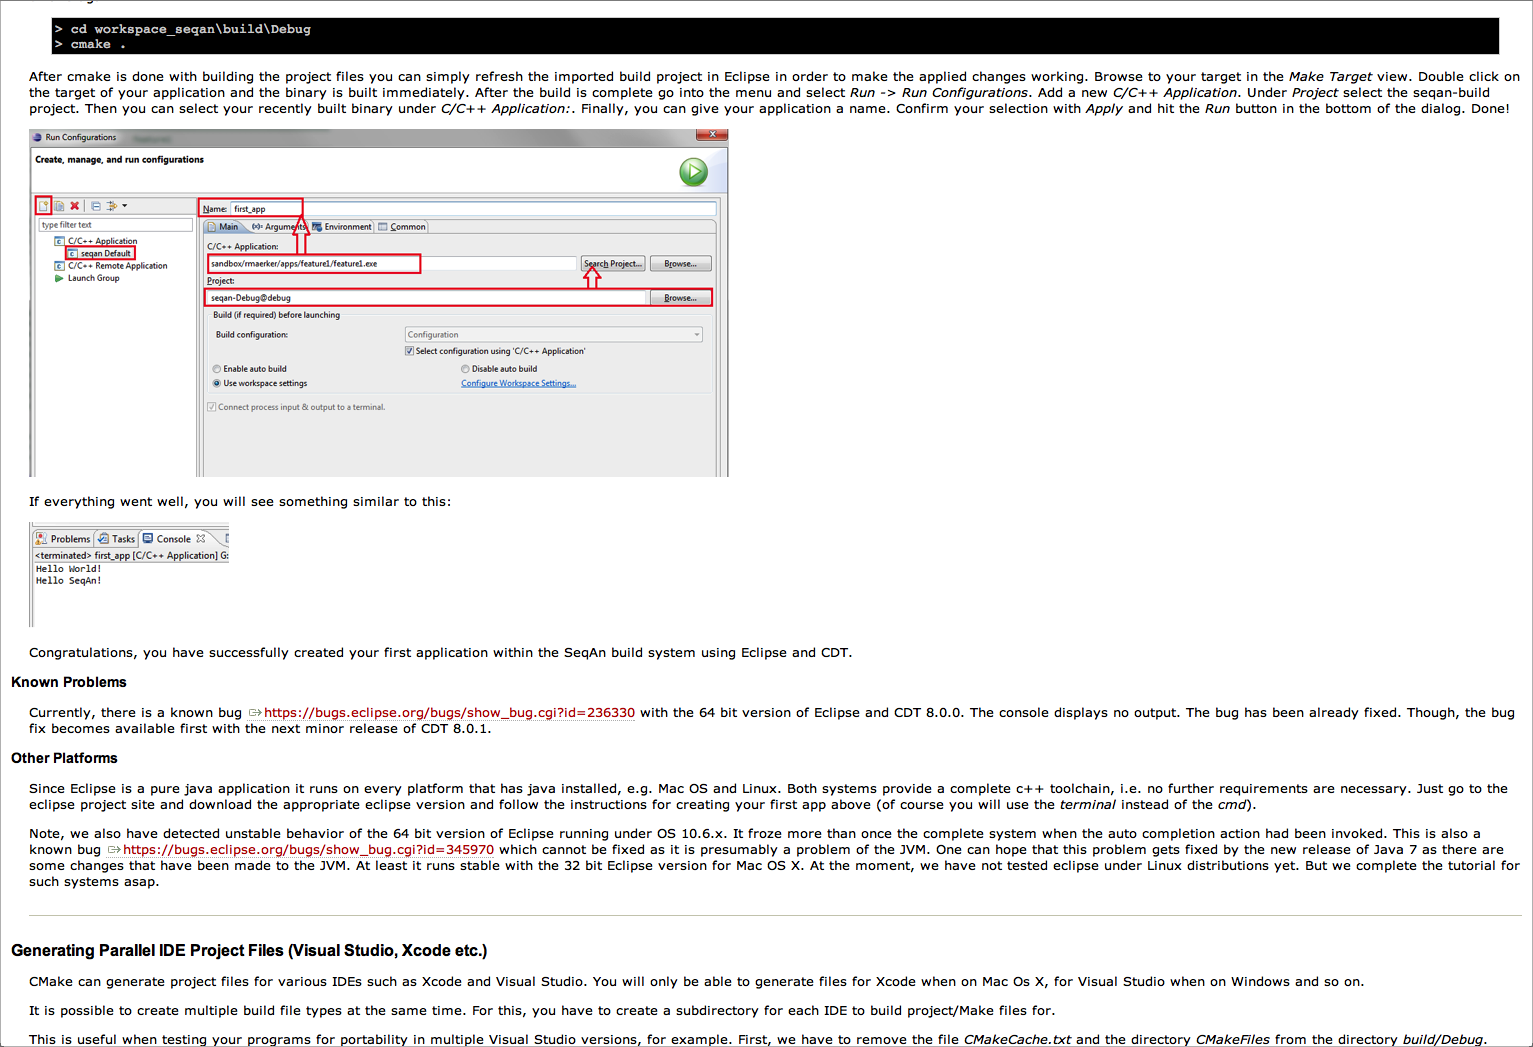 > cd workspace_seqan\build\Debug
> cmake .
After cmake is done with building the project files you can simply refresh the imported build project in Eclipse in order to make the applied changes working. Browse to your target in the Make Target view. Double click on
the target of your application and the binary is built immediately. After the build is complete go into the menu and select Run -> Run Configurations. Add a new C/C++ Application. Under Project select the seqan-build
project. Then you can select your recently built binary under C/C++ Application:. Finally, you can give your application a name. Confirm your selection with Apply and hit the Run button in the bottom of the dialog. Done!
Run Configurations
Create, manage, and run configurations
Name: first_app
type filter text
Main Arguments Environment Common
C/C++ Application
seqan Default
C/C++ Remote Application
Launch Group
C/C++ Application:
sandbox/rmaerker/apps/feature1/feature1.exe Search Project... Browse...
Project:
seqan-Debug@debug Browse...
Build (if required) before launching
Build configuration: Configuration
Select configuration using 'C/C++ Application'
Enable auto build Disable auto build
Use workspace settings Configure Workspace Settings...
Connect process input & output to a terminal.
If everything went well, you will see something similar to this:
Problems Tasks Console
<terminated> first_app [C/C++ Application] G:
Hello World!
Hello SeqAn!
Congratulations, you have successfully created your first application within the SeqAn build system using Eclipse and CDT.
Known Problems
Currently, there is a known bug https://bugs.eclipse.org/bugs/show_bug.cgi?id=236330 with the 64 bit version of Eclipse and CDT 8.0.0. The console displays no output. The bug has been already fixed. Though, the bug
fix becomes available first with the next minor release of CDT 8.0.1.
Other Platforms
Since Eclipse is a pure java application it runs on every platform that has java installed, e.g. Mac OS and Linux. Both systems provide a complete c++ toolchain, i.e. no further requirements are necessary. Just go to the
eclipse project site and download the appropriate eclipse version and follow the instructions for creating your first app above (of course you will use the terminal instead of the cmd).
Note, we also have detected unstable behavior of the 64 bit version of Eclipse running under OS 10.6.x. It froze more than once the complete system when the auto completion action had been invoked. This is also a
known bug https://bugs.eclipse.org/bugs/show_bug.cgi?id=345970 which cannot be fixed as it is presumably a problem of the JVM. One can hope that this problem gets fixed by the new release of Java 7 as there are
some changes that have been made to the JVM. At least it runs stable with the 32 bit Eclipse version for Mac OS X. At the moment, we have not tested eclipse under Linux distributions yet. But we complete the tutorial for
such systems asap.
Generating Parallel IDE Project Files (Visual Studio, Xcode etc.)
CMake can generate project files for various IDEs such as Xcode and Visual Studio. You will only be able to generate files for Xcode when on Mac Os X, for Visual Studio when on Windows and so on.
It is possible to create multiple build file types at the same time. For this, you have to create a subdirectory for each IDE to build project/Make files for.
This is useful when testing your programs for portability in multiple Visual Studio versions, for example. First, we have to remove the file CMakeCache.txt and the directory CMakeFiles from the directory build/Debug.